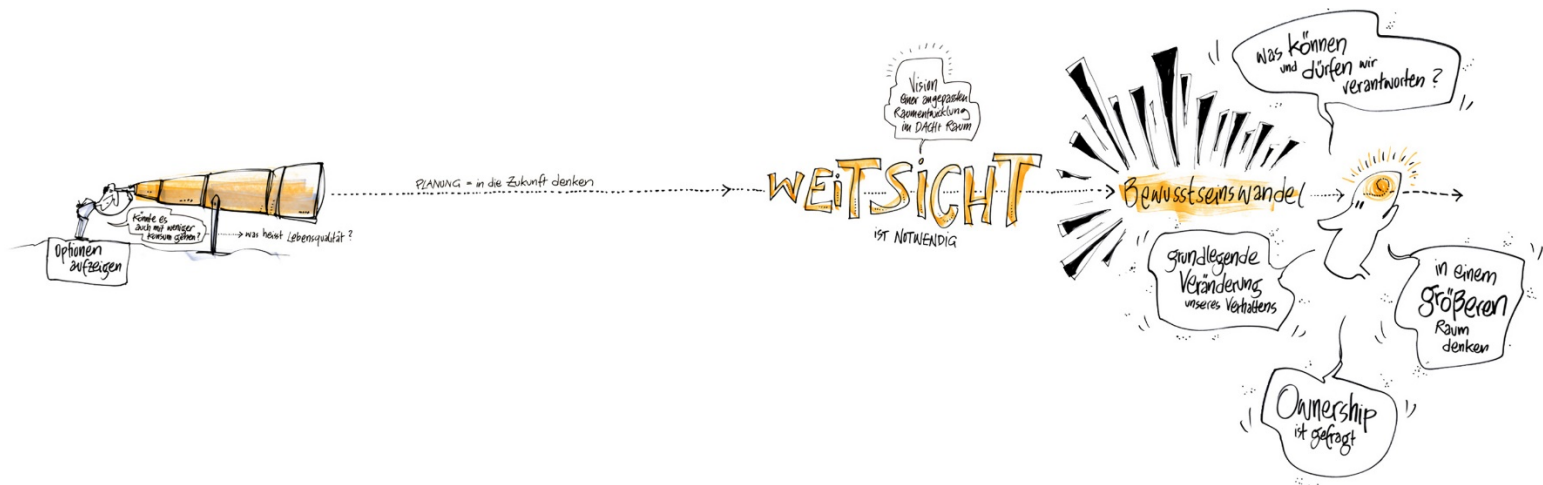 Optionen
aufzeigen
Könnte es
auch mit weniger
Konsum gehen?
was heisst Lebensqualität?
PLANUNG = in die Zukunft denken
Vision
einer angepassten
Raumentwicklung
im DACH+ Raum
WEiTSiCHT
IST NOTWENDIG
Bewusstseinswandel
was können
und dürfen wir
verantworten?
grundlegende
Veränderung
unseres Verhaltens
in einem
größeren
Raum
denken
Ownership
ist gefragt